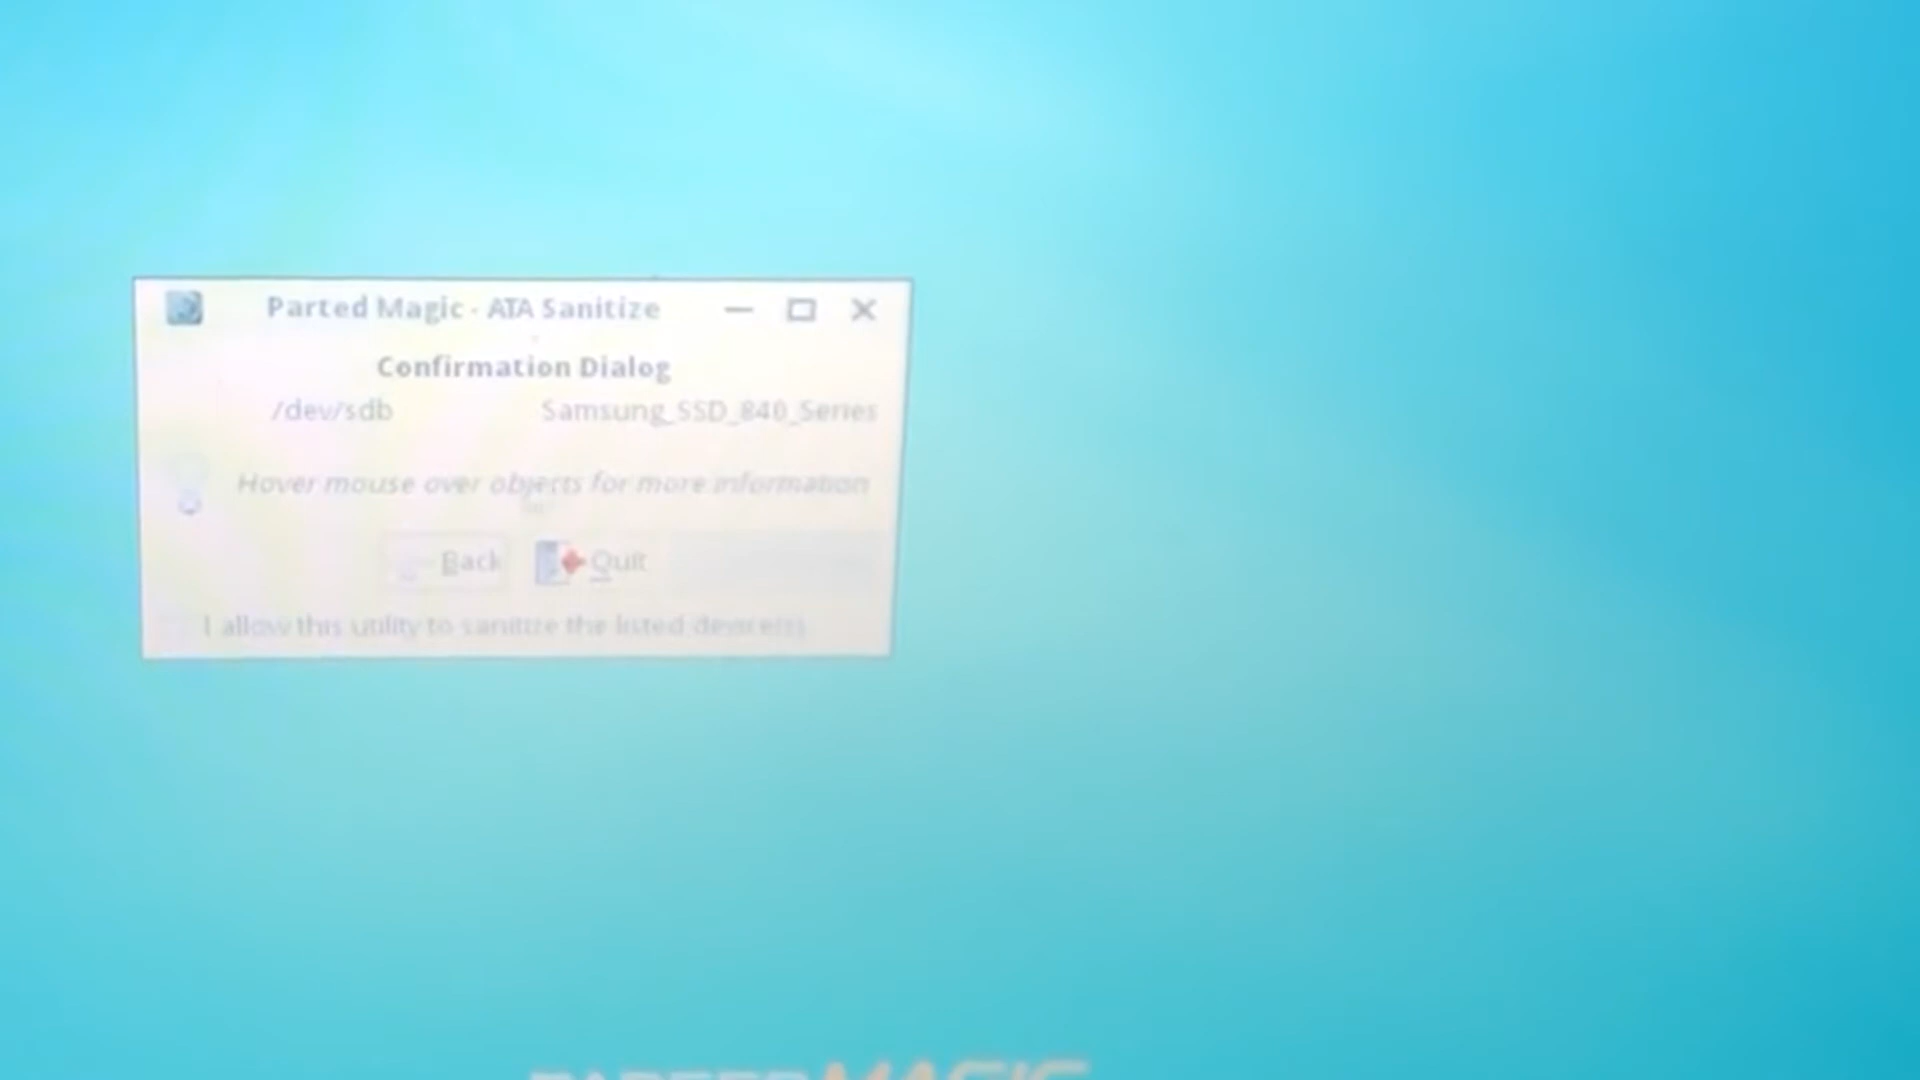 Parted Magic - ATA Sanitize
Confirmation Dialog
/dev/sdb Samsung_SSD_840_Series
Hover mouse over objects for more information
Back Quit
I allow this utility to sanitize the listed device(s)
PARTEDMAGIC